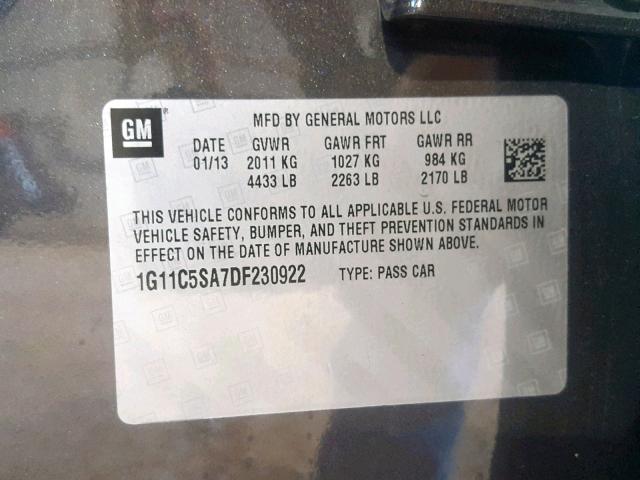 GM
MFD BY GENERAL MOTORS LLC
DATE GVWR GAWR FRT GAWR RR
01/13 2011 KG 1027 KG 984 KG
4433 LB 2263 LB 2170 LB
THIS VEHICLE CONFORMS TO ALL APPLICABLE U.S. FEDERAL MOTOR
VEHICLE SAFETY, BUMPER, AND THEFT PREVENTION STANDARDS IN
EFFECT ON THE DATE OF MANUFACTURE SHOWN ABOVE.
1G11C5SA7DF230922 TYPE: PASS CAR